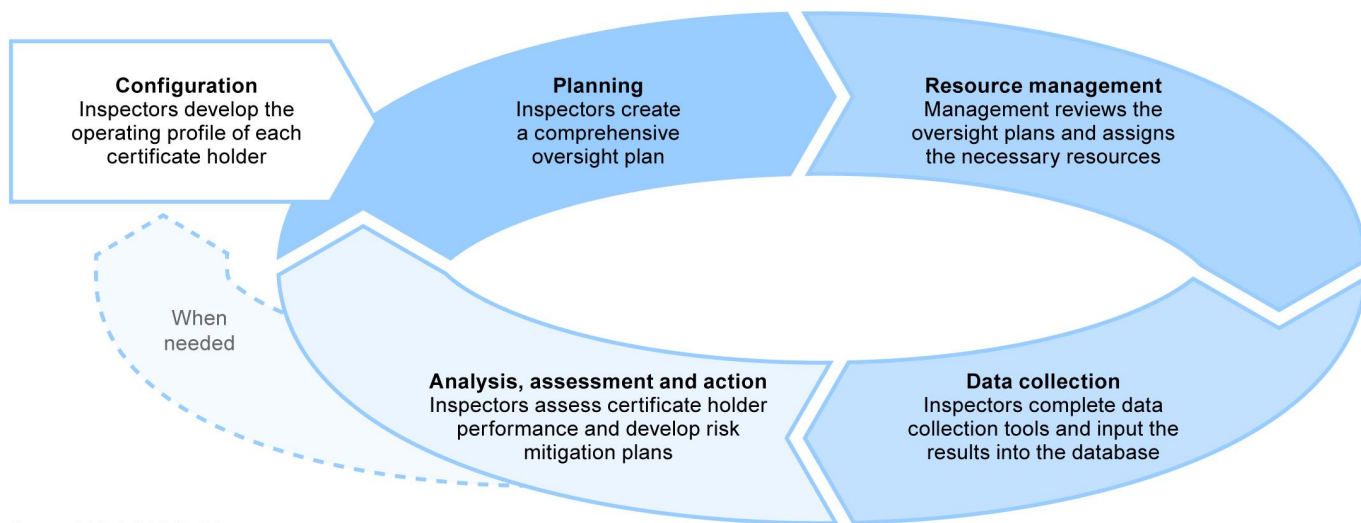 Configuration
Inspectors develop the
operating profile of each
certificate holder
Planning
Inspectors create
a comprehensive
oversight plan
Resource management
Management reviews the
oversight plans and assigns
the necessary resources
When
needed
Analysis, assessment and action
Inspectors assess certificate holder
performance and develop risk
mitigation plans
Data collection
Inspectors complete data
collection tools and input the
results into the database